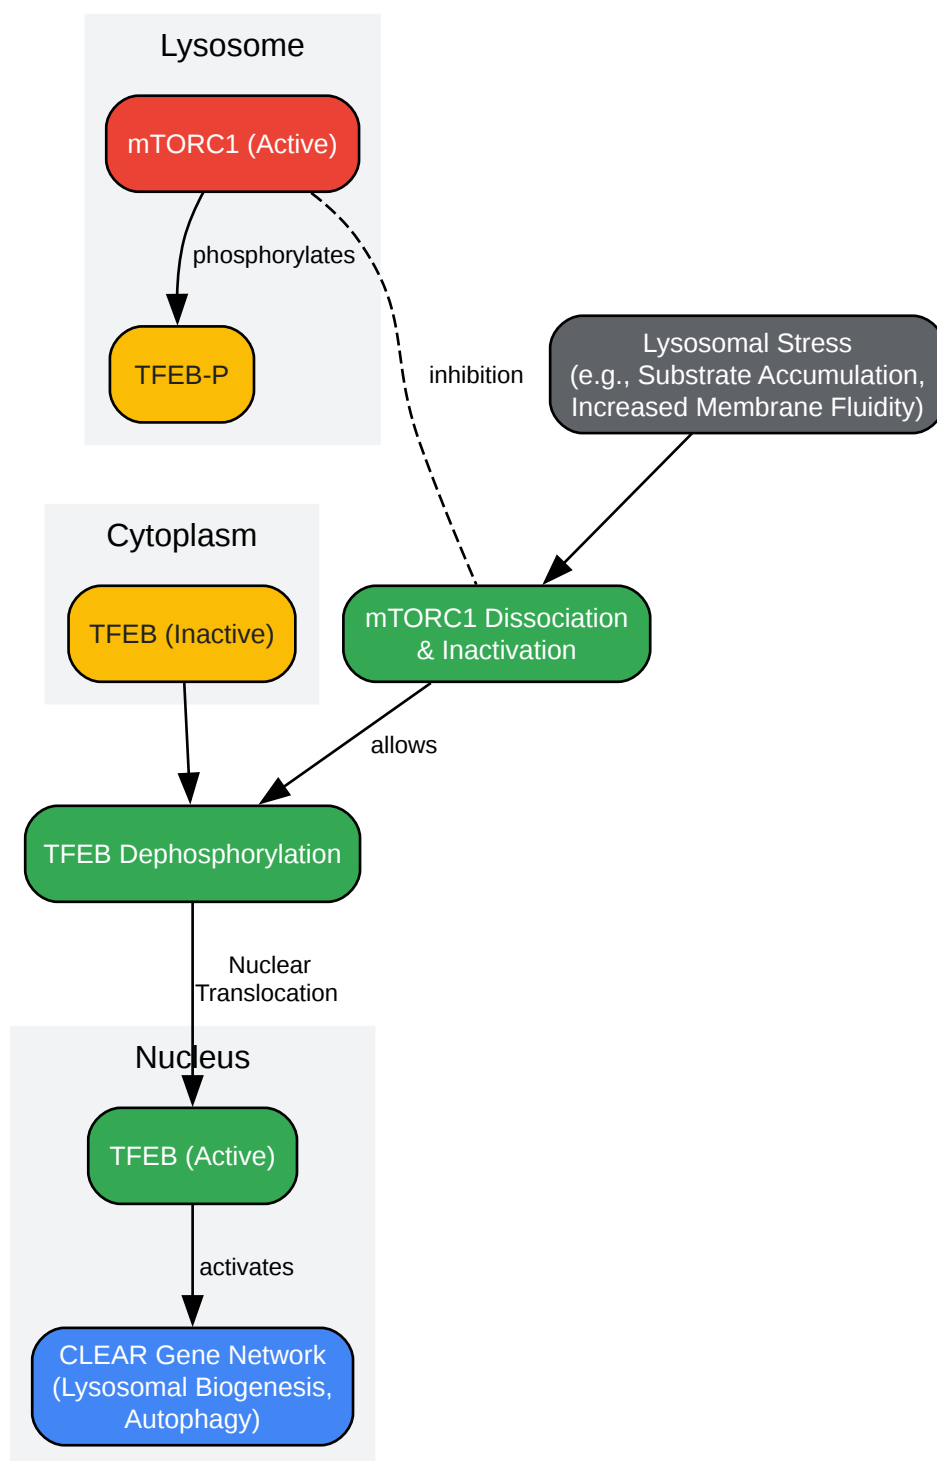 Lysosome
mTORC1 (Active)
phosphorylates
TFEB-P
inhibition
Lysosomal Stress
(e.g., Substrate Accumulation,
Increased Membrane Fluidity)
Cytoplasm
TFEB (Inactive)
mTORC1 Dissociation
& Inactivation
allows
TFEB Dephosphorylation
Nuclear
Translocation
Nucleus
TFEB (Active)
activates
CLEAR Gene Network
(Lysosomal Biogenesis,
Autophagy)